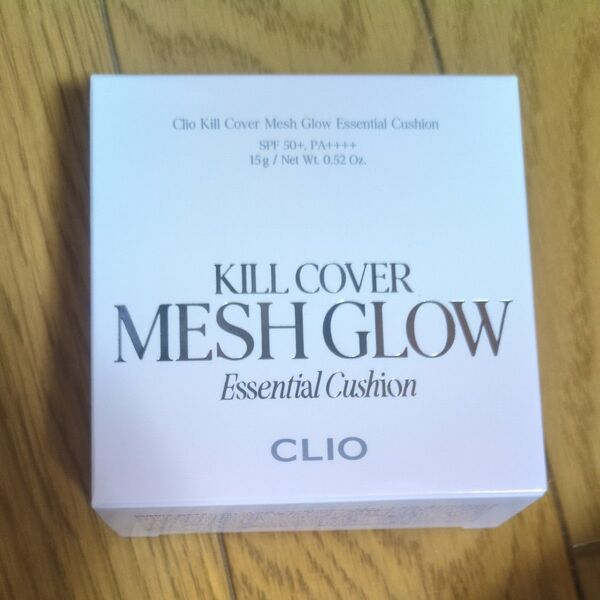 Clio Kill Cover Mesh Glow Essential Cushion
SPF 50+, PA++++
15g / Net Wt. 0.52 Oz.
KILL COVER
MESH GLOW
Essential Cushion
CLIO